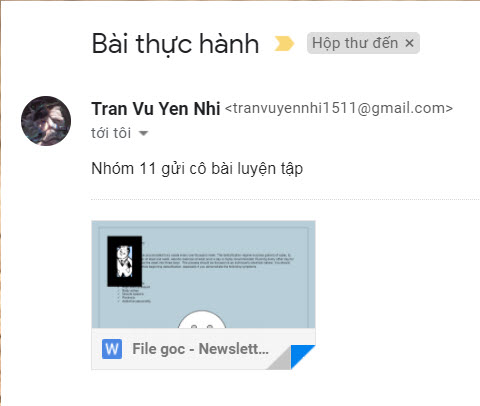 Bài thực hành
Hộp thư đến ×
Tran Vu Yen Nhi <tranvuyennhi1511@gmail.com>
tới tôi
Nhóm 11 gửi cô bài luyện tập
W File goc - Newslett...